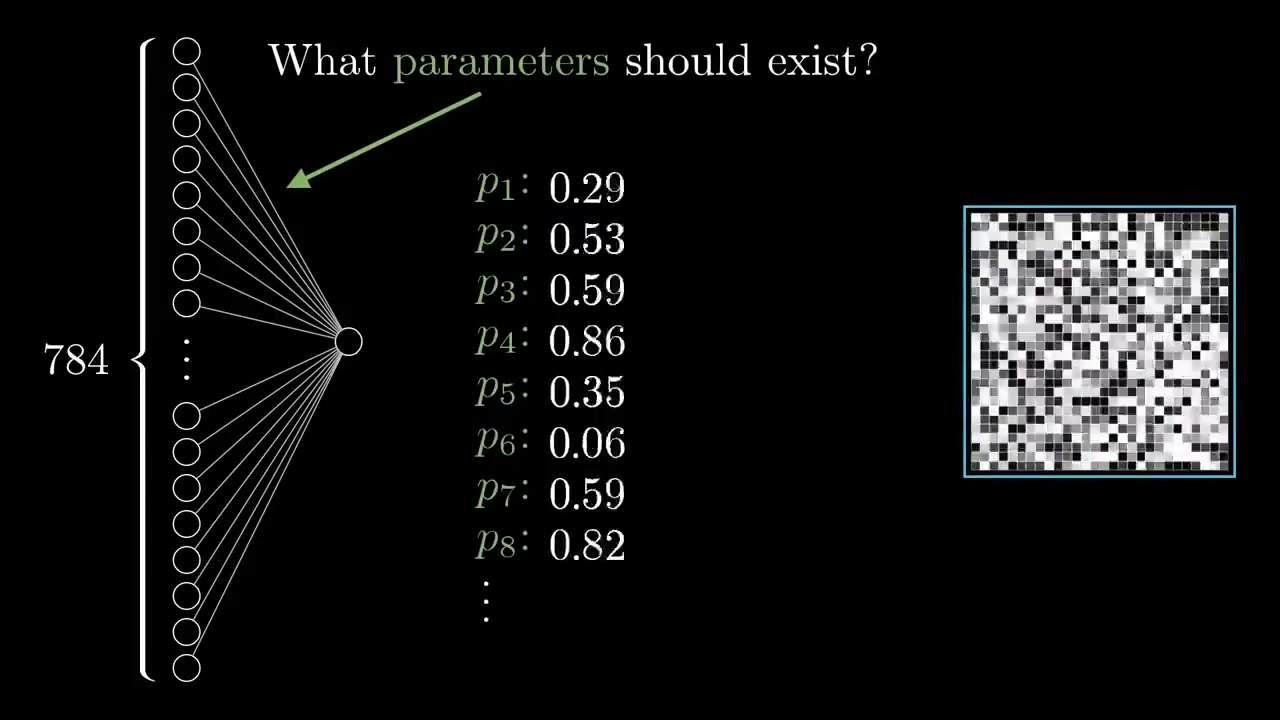 What parameters should exist?
784
p1: 0.29
p2: 0.53
p3: 0.59
p4: 0.86
p5: 0.35
p6: 0.06
p7: 0.59
p8: 0.82
⋮